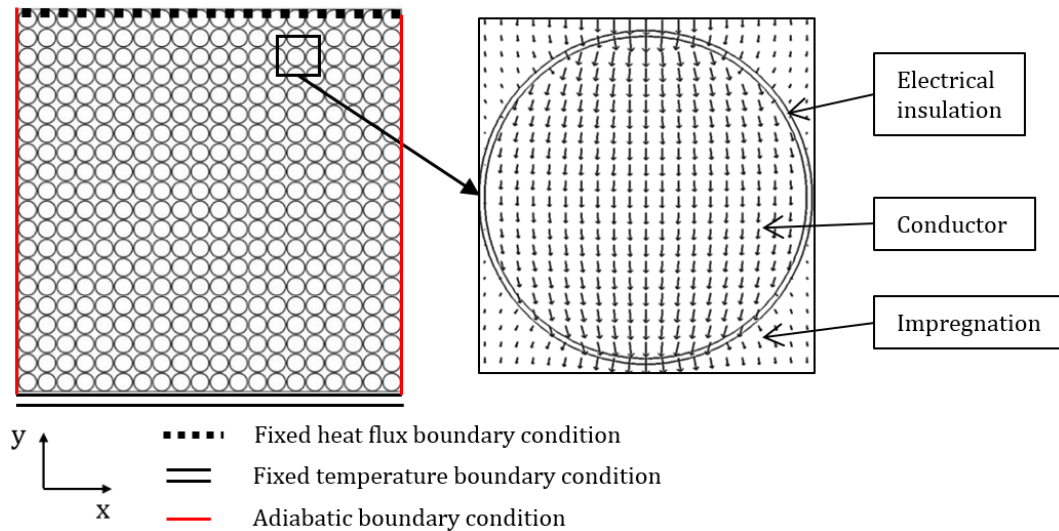 Electrical
insulation
Conductor
Impregnation
y
x
Fixed heat flux boundary condition
Fixed temperature boundary condition
Adiabatic boundary condition